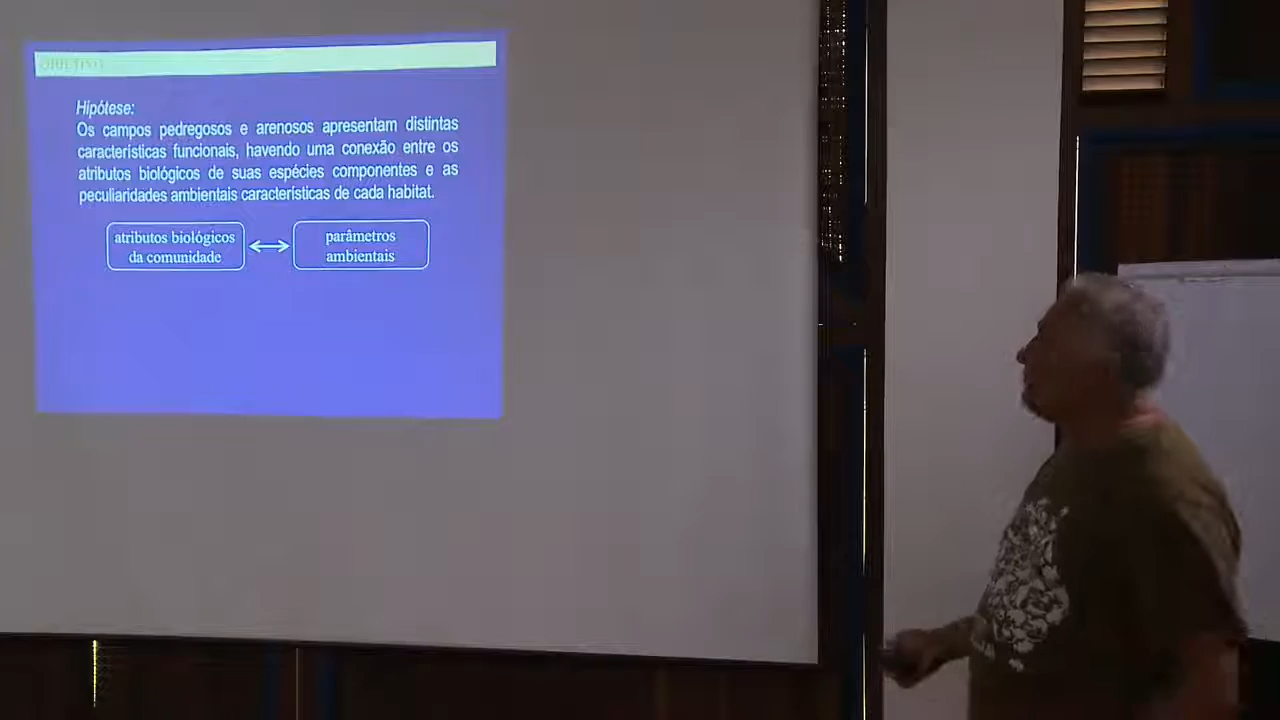 OBJETIVO
Hipótese:
Os campos pedregosos e arenosos apresentam distintas
características funcionais, havendo uma conexão entre os
atributos biológicos de suas espécies componentes e as
peculiaridades ambientais características de cada habitat.
atributos biológicos
da comunidade
parâmetros
ambientais